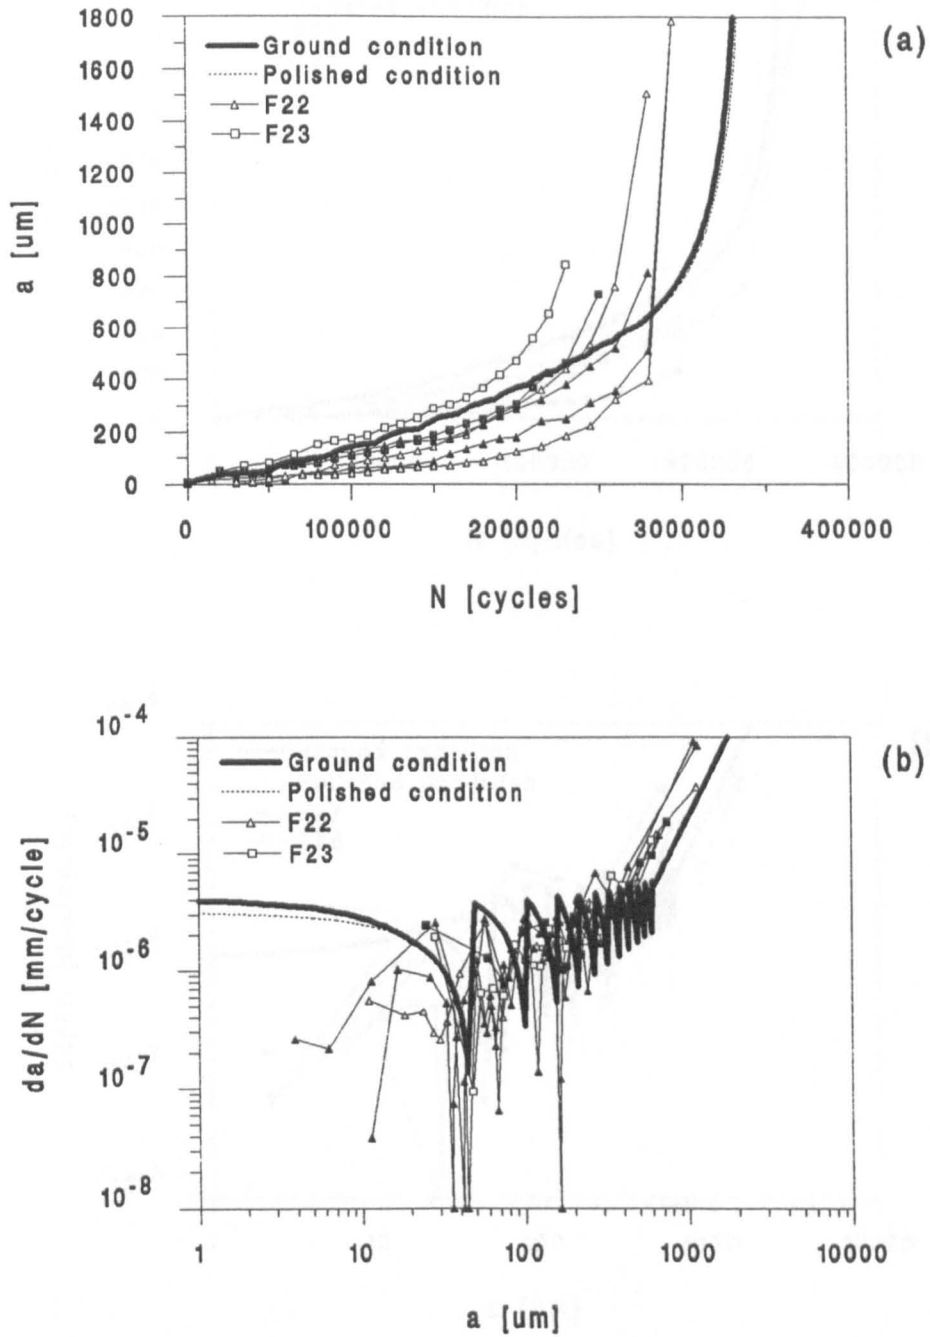 (a)
Ground condition
Polished condition
F22
F23
1800
1600
1400
1200
1000
800
600
400
200
0
a [um]
0 100000 200000 300000 400000
N [cycles]
(b)
Ground condition
Polished condition
F22
F23
10-4
10-5
10-6
10-7
10-8
da/dN [mm/cycle]
1 10 100 1000 10000
a [um]